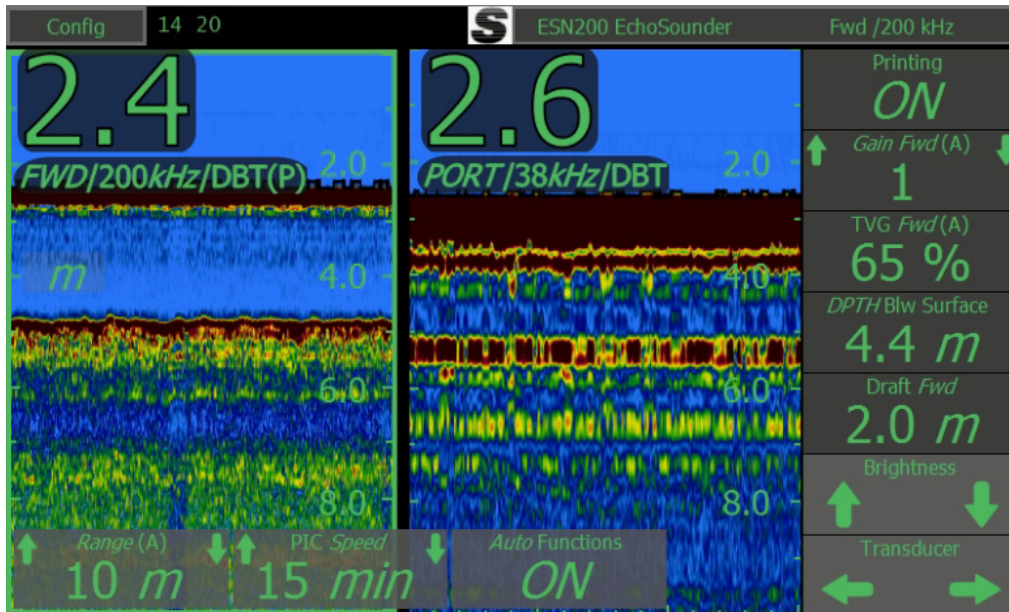 Config
14 20
S
ESN200 EchoSounder
Fwd /200 kHz
2.4
FWD/200kHz/DBT(P)
2.0
m
4.0
6.0
8.0
2.6
PORT/38kHz/DBT
2.0
4.0
6.0
8.0
Printing
ON
Gain Fwd (A)
1
TVG Fwd (A)
65 %
DPTH Blw Surface
4.4 m
Draft Fwd
2.0 m
Brightness
Transducer
Range (A)
10 m
PIC Speed
15 min
Auto Functions
ON